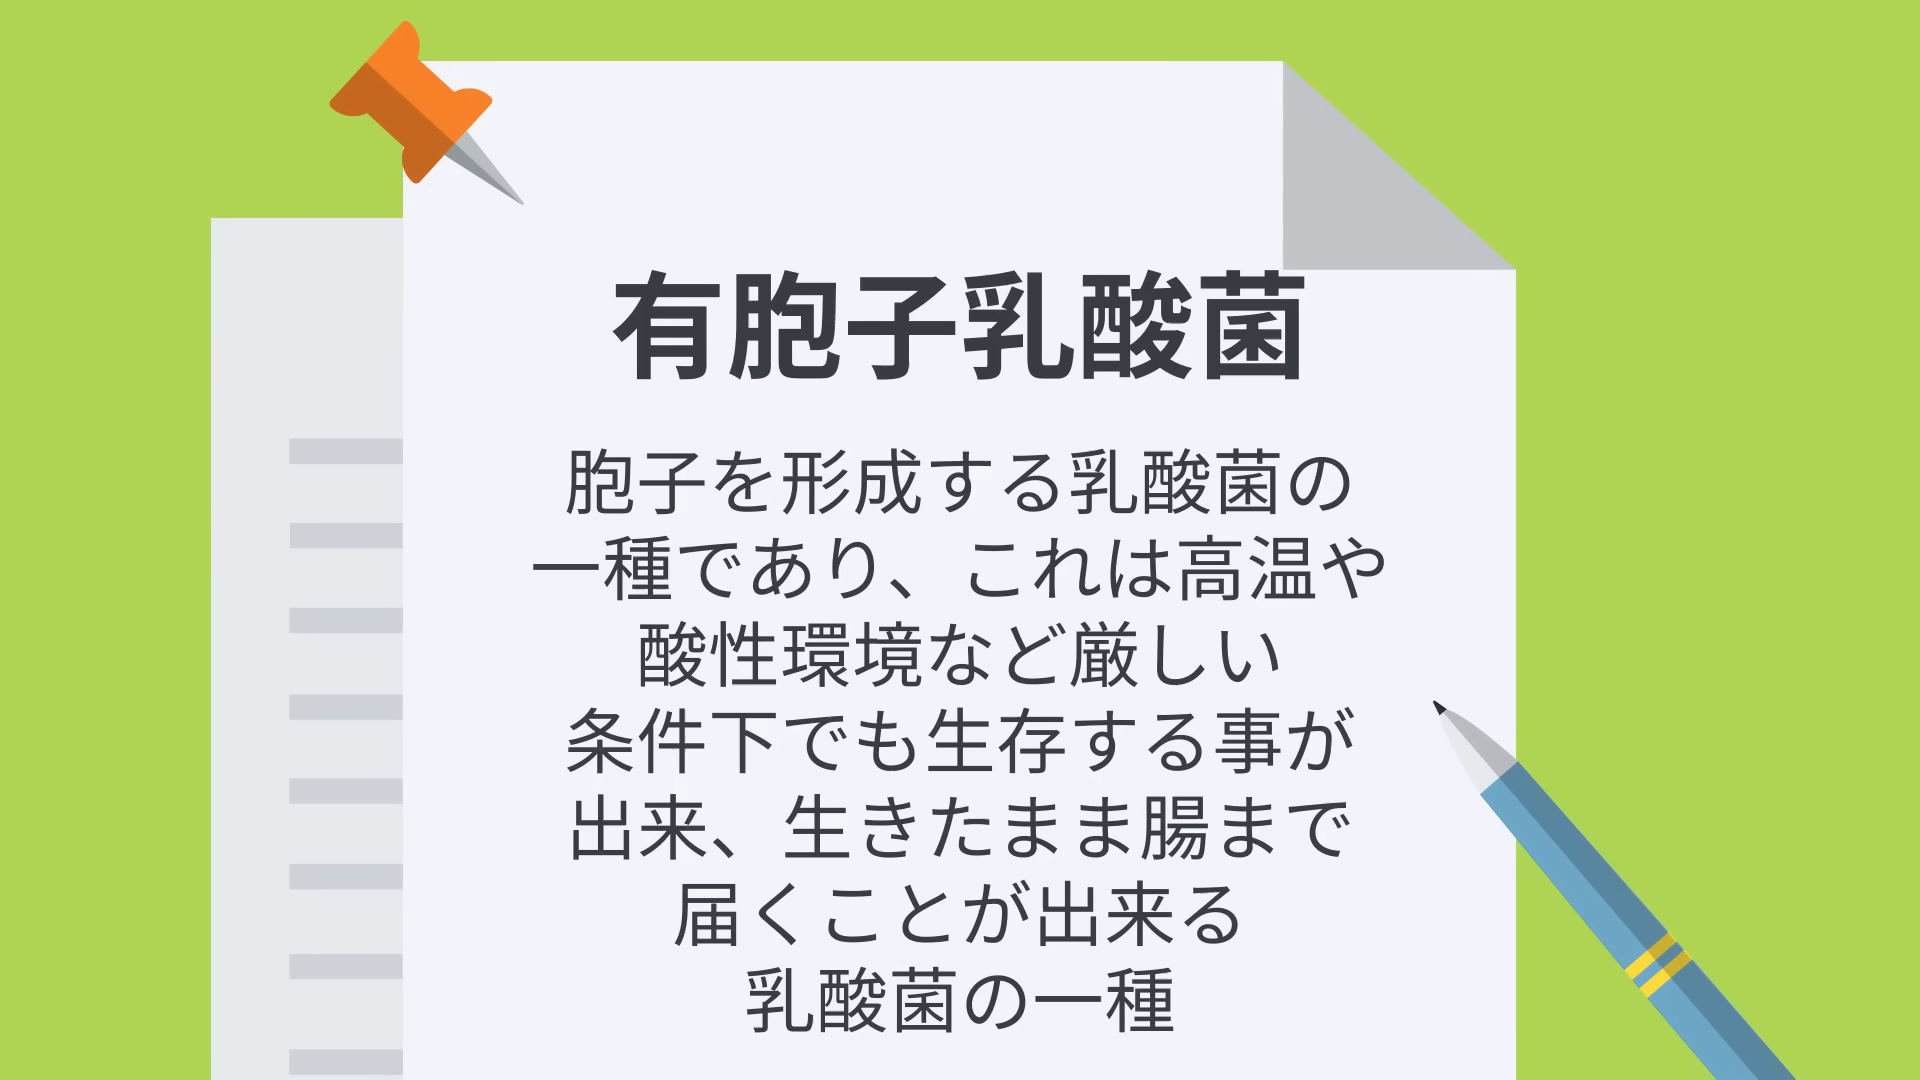 有胞子乳酸菌
胞子を形成する乳酸菌の
一種であり、これは高温や
酸性環境など厳しい
条件下でも生存する事が
出来、生きたまま腸まで
届くことが出来る
乳酸菌の一種